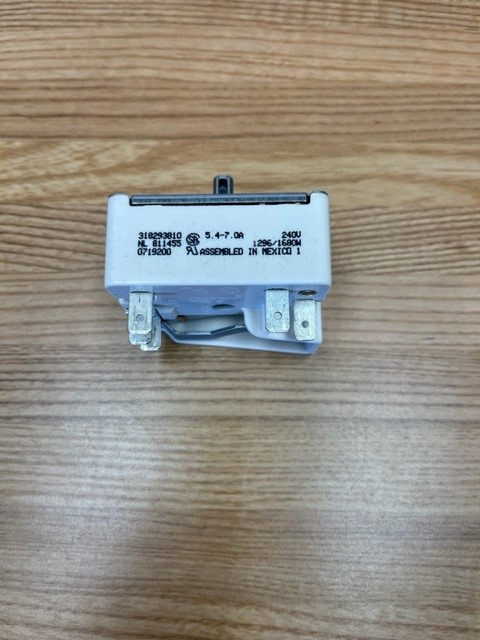 318293810 5.4-7.0A 240V
NL 811455 1296/1680W
0719200 ASSEMBLED IN MEXICO 1